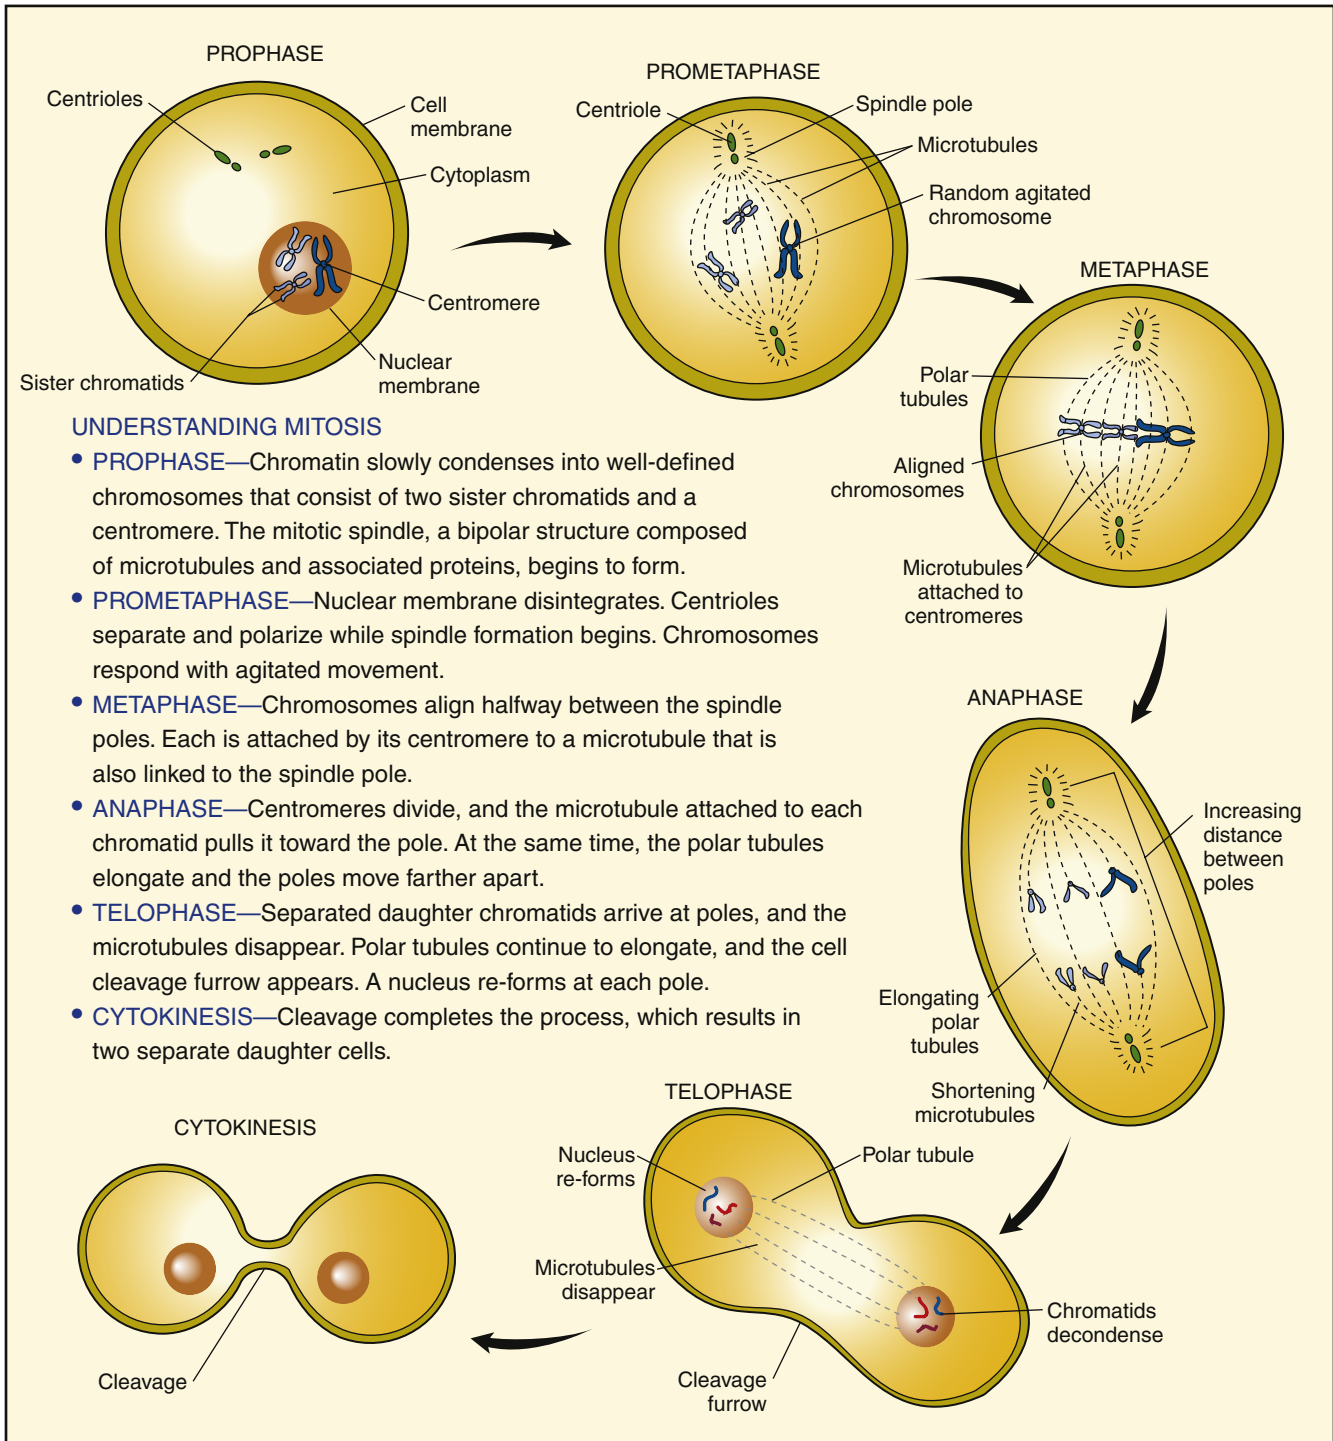 PROPHASE
Centrioles
Cell
membrane
Cytoplasm
Centromere
Nuclear
membrane
Sister chromatids
PROMETAPHASE
Centriole
Spindle pole
Microtubules
Random agitated
chromosome
METAPHASE
Polar
tubules
Aligned
chromosomes
Microtubules
attached to
centromeres
UNDERSTANDING MITOSIS
• PROPHASE—Chromatin slowly condenses into well-defined
chromosomes that consist of two sister chromatids and a
centromere. The mitotic spindle, a bipolar structure composed
of microtubules and associated proteins, begins to form.
• PROMETAPHASE—Nuclear membrane disintegrates. Centrioles
separate and polarize while spindle formation begins. Chromosomes
respond with agitated movement.
• METAPHASE—Chromosomes align halfway between the spindle
poles. Each is attached by its centromere to a microtubule that is
also linked to the spindle pole.
• ANAPHASE—Centromeres divide, and the microtubule attached to each
chromatid pulls it toward the pole. At the same time, the polar tubules
elongate and the poles move farther apart.
• TELOPHASE—Separated daughter chromatids arrive at poles, and the
microtubules disappear. Polar tubules continue to elongate, and the cell
cleavage furrow appears. A nucleus re-forms at each pole.
• CYTOKINESIS—Cleavage completes the process, which results in
two separate daughter cells.
ANAPHASE
Increasing
distance
between
poles
Elongating
polar
tubules
Shortening
microtubules
TELOPHASE
Nucleus
re-forms
Polar tubule
Microtubules
disappear
Chromatids
decondense
Cleavage
furrow
CYTOKINESIS
Cleavage